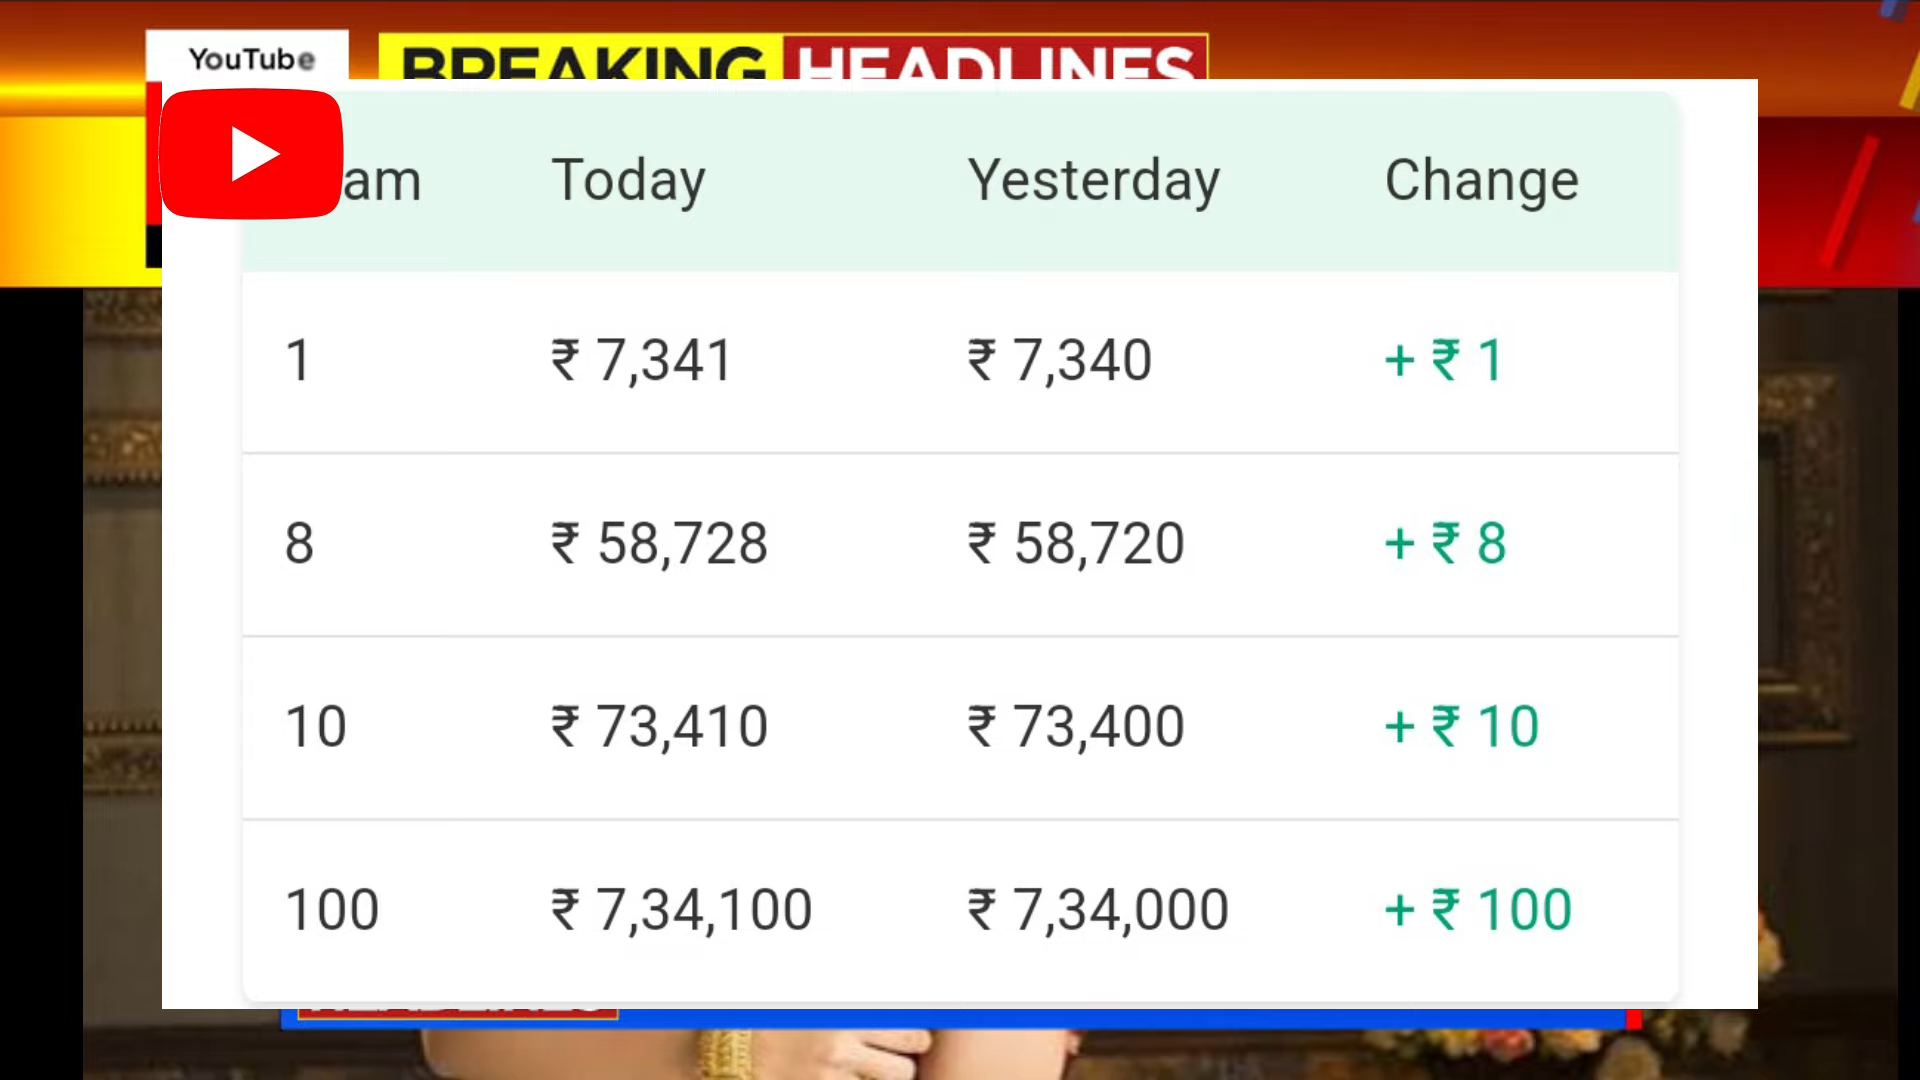 YouTube
BREAKING HEADLINES
am Today Yesterday Change
1 ₹ 7,341 ₹ 7,340 + ₹ 1
8 ₹ 58,728 ₹ 58,720 + ₹ 8
10 ₹ 73,410 ₹ 73,400 + ₹ 10
100 ₹ 7,34,100 ₹ 7,34,000 + ₹ 100